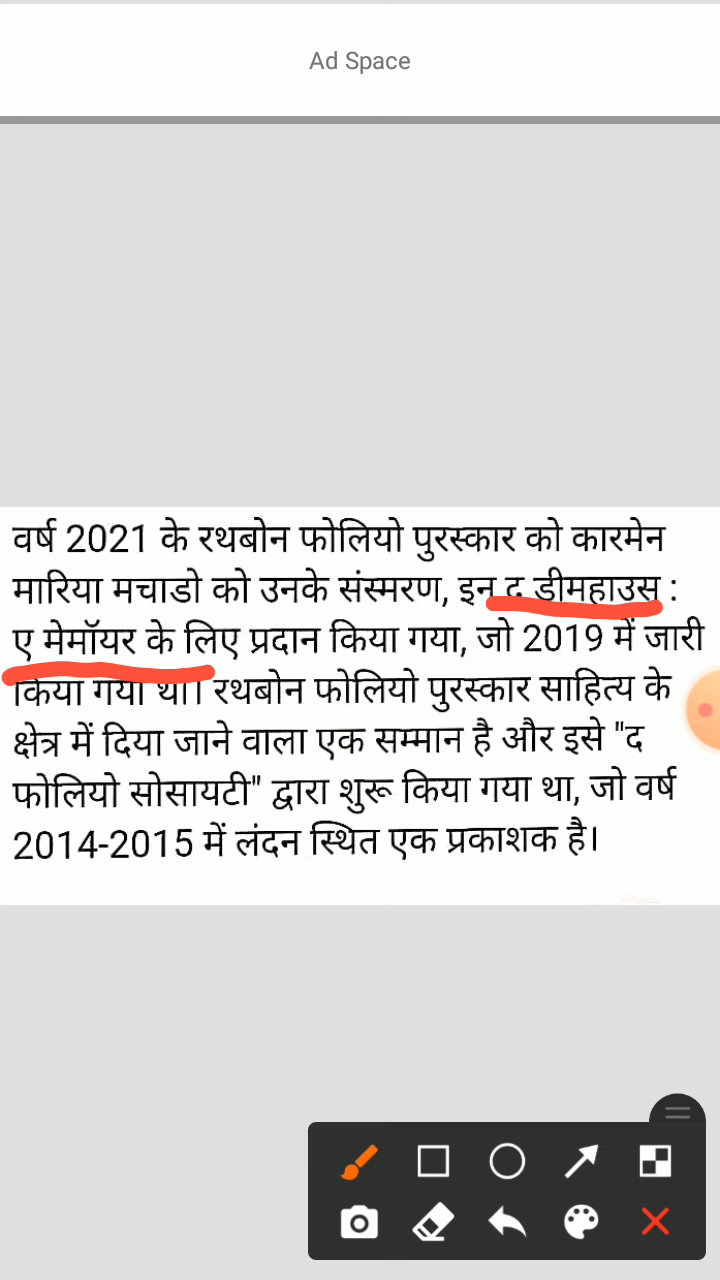 Ad Space
वर्ष 2021 के रथबोन फोलियो पुरस्कार को कारमेन
मारिया मचाडो को उनके संस्मरण, इन द डीमहाउस :
ए मेमॉयर के लिए प्रदान किया गया, जो 2019 में जारी
किया गया था। रथबोन फोलियो पुरस्कार साहित्य के
क्षेत्र में दिया जाने वाला एक सम्मान है और इसे "द
फोलियो सोसायटी" द्वारा शुरू किया गया था, जो वर्ष
2014-2015 में लंदन स्थित एक प्रकाशक है।